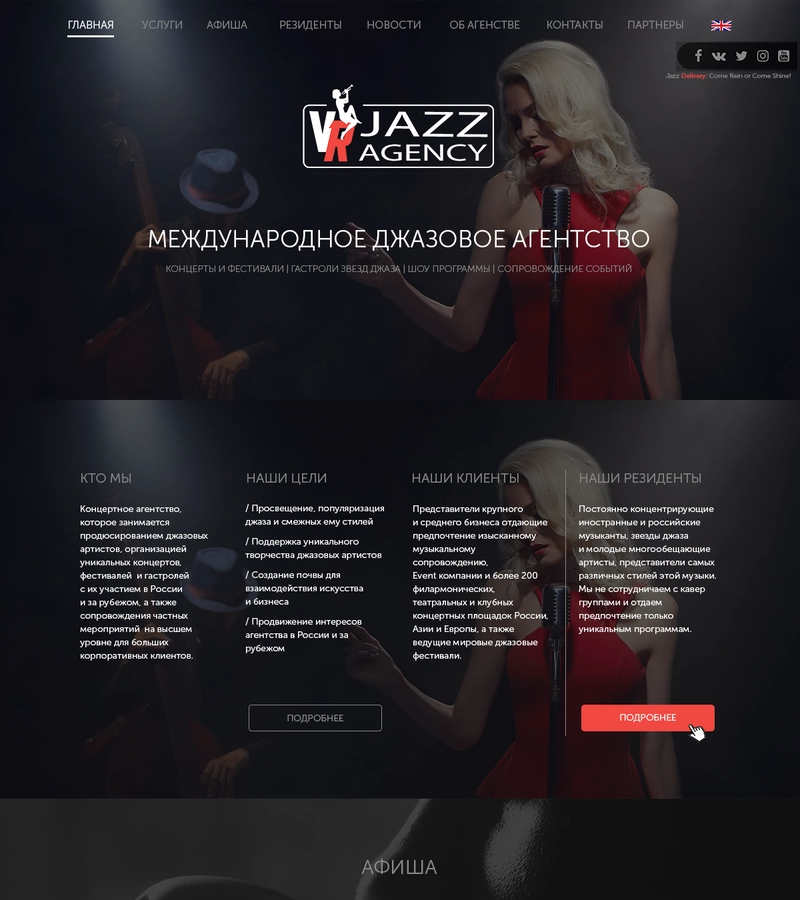 ГЛАВНАЯ УСЛУГИ АФИША РЕЗИДЕНТЫ НОВОСТИ ОБ АГЕНСТВЕ КОНТАКТЫ ПАРТНЕРЫ
Jazz Delivery: Come Rain or Come Shine!
VR JAZZ
AGENCY
МЕЖДУНАРОДНОЕ ДЖАЗОВОЕ АГЕНТСТВО
КОНЦЕРТЫ И ФЕСТИВАЛИ | ГАСТРОЛИ ЗВЕЗД ДЖАЗА | ШОУ ПРОГРАММЫ | СОПРОВОЖДЕНИЕ СОБЫТИЙ
КТО МЫ
Концертное агентство,
которое занимается
продюсированием джазовых
артистов, организацией
уникальных концертов,
фестивалей и гастролей
с их участием в России
и за рубежом, а также
сопровождения частных
мероприятий на высшем
уровне для больших
корпоративных клиентов.
НАШИ ЦЕЛИ
/ Просвещение, популяризация
джаза и смежных ему стилей
/ Поддержка уникального
творчества джазовых артистов
/ Создание почвы для
взаимодействия искусства
и бизнеса
/ Продвижение интересов
агентства в России и за
рубежом
ПОДРОБНЕЕ
НАШИ КЛИЕНТЫ
Представители крупного
и среднего бизнеса отдающие
предпочтение изысканному
музыкальному
сопровождению,
Event компании и более 200
филармонических,
театральных и клубных
концертных площадок России,
Азии и Европы, а также
ведущие мировые джазовые
фестивали.
НАШИ РЕЗИДЕНТЫ
Постоянно концентрирующие
иностранные и российские
музыканты, звезды джаза
и молодые многообещающие
артисты, представители самых
различных стилей этой музыки.
Мы не сотрудничаем с кавер
группами и отдаем
предпочтение только
уникальным программам.
ПОДРОБНЕЕ
АФИША